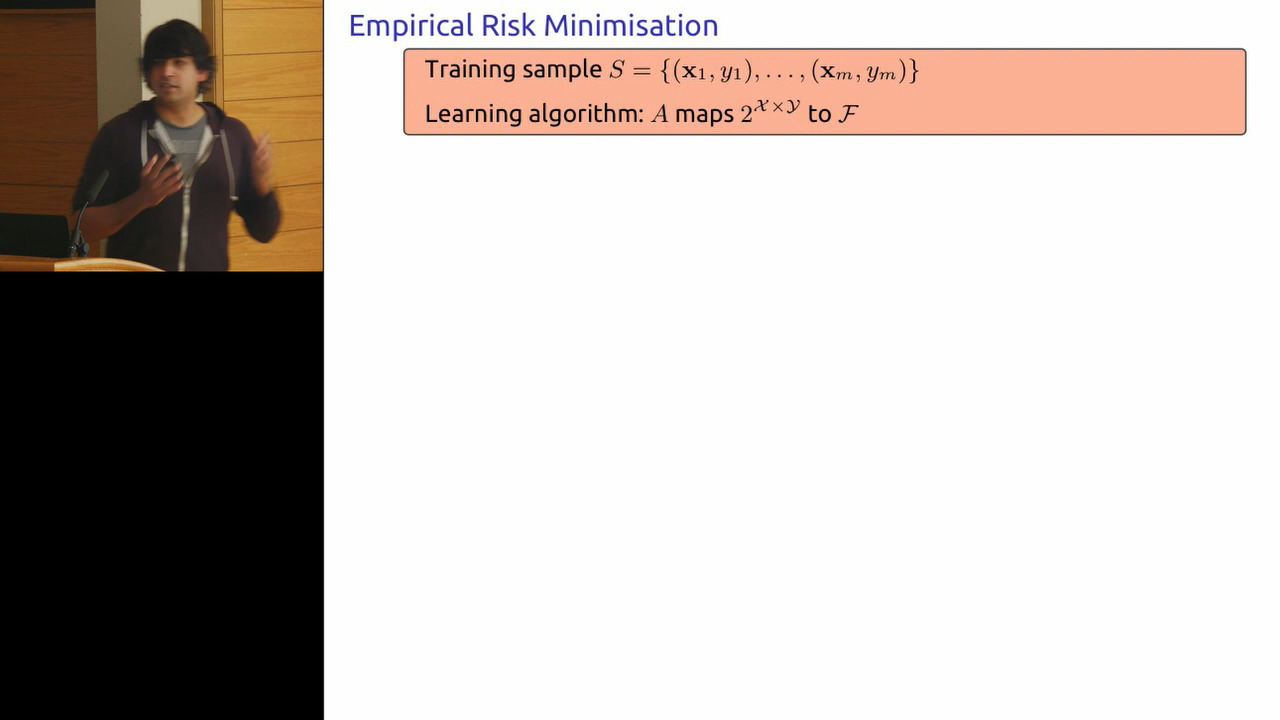 Empirical Risk Minimisation
Training sample S = {(x₁, y₁), . . . , (xₘ, yₘ)}
Learning algorithm: A maps 2^{𝒳×𝒴} to ℱ